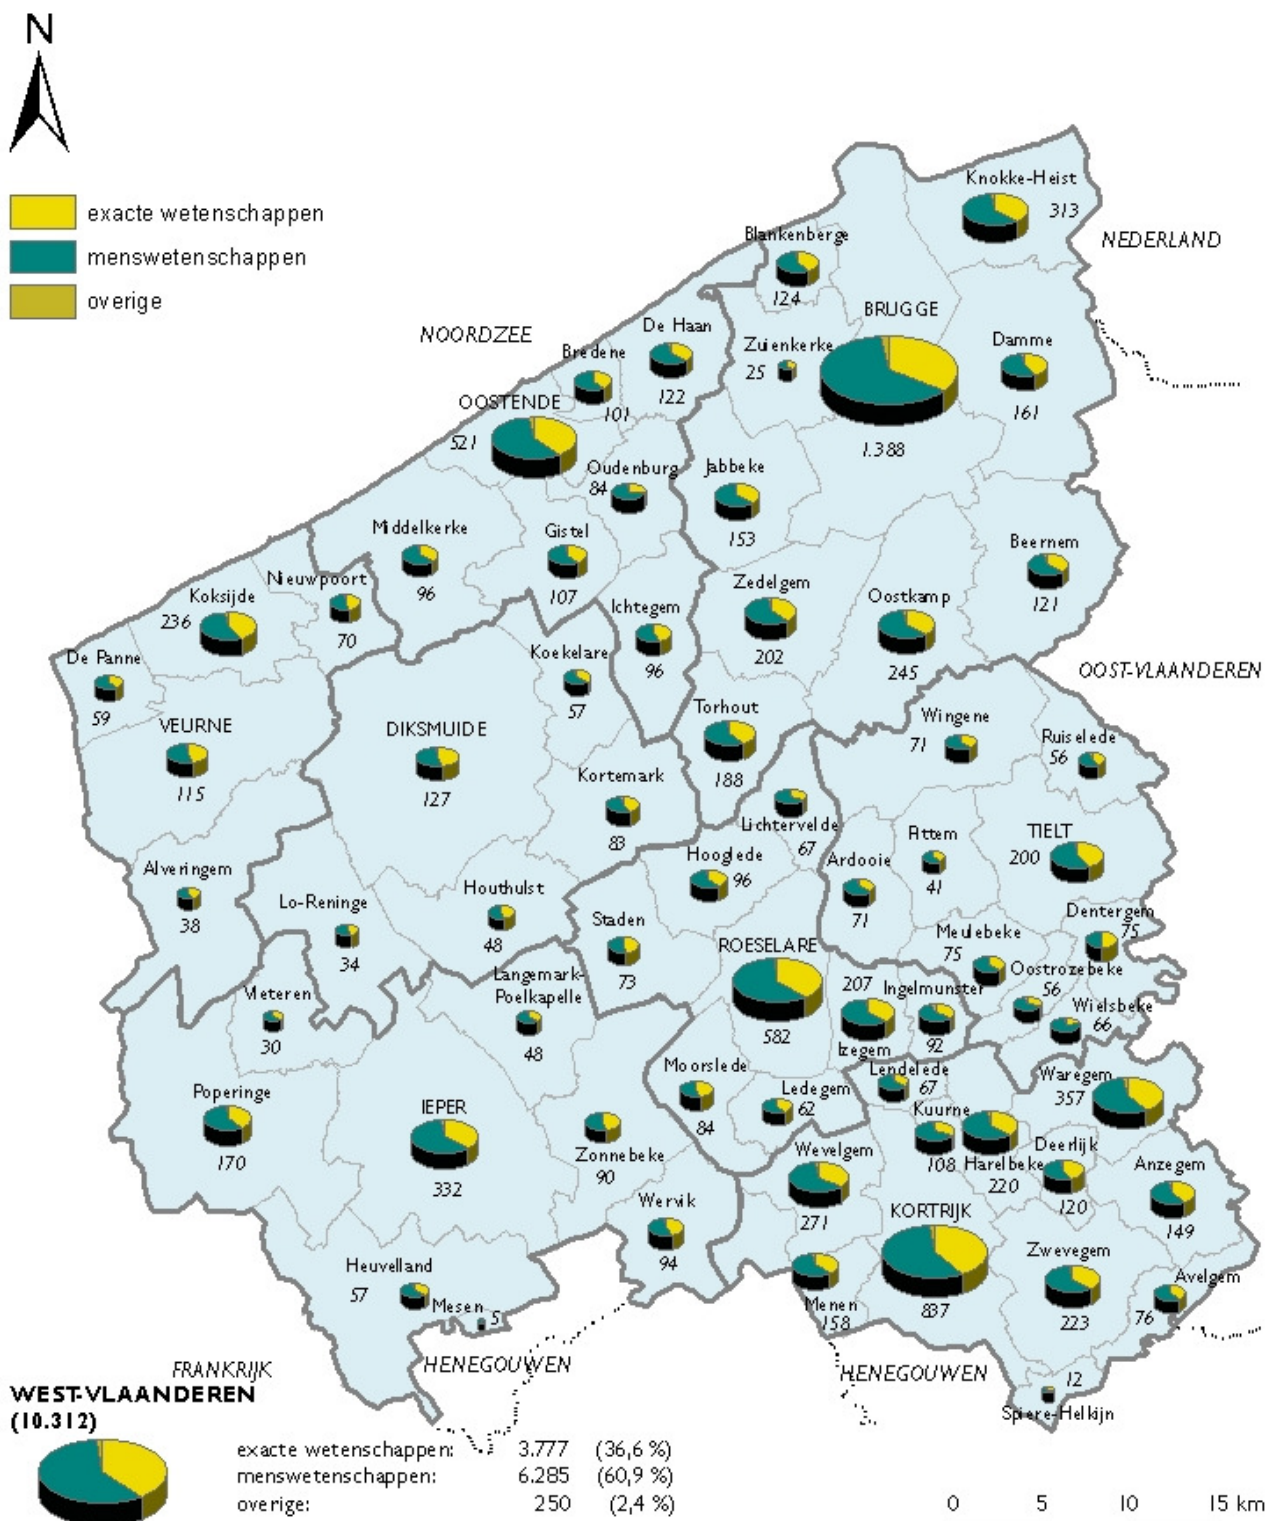 N
exacte wetenschappen
menswetenschappen
overige
Knokke-Heist
313
NEDERLAND
Blankenberge
124
BRUGGE
1.388
NOORDZEE
De Haan
122
Zuienkerke
25
Damme
161
Bredene
101
OOSTENDE
521
Oudenburg
84
Jabbeke
153
Middelkerke
96
Gistel
107
Beernem
121
Nieuwpoort
70
Koksijde
236
Ichtegem
96
Zedelgem
202
Oostkamp
245
De Panne
59
Koekelare
57
OOST-VLAANDEREN
VEURNE
115
DIKSMUIDE
127
Torhout
188
Wingene
71
Ruiselede
56
Kortemark
83
Lichtervelde
67
Hooglede
96
Ardooie
71
Pittem
41
TIELT
200
Alveringem
38
Lo-Reninge
34
Houthulst
48
Staden
73
ROESELARE
582
Meulebeke
75
Dentergem
75
Oostrozebeke
56
Wielsbeke
66
Vleteren
30
Langemark-
Poelkapelle
48
207
Izegem
Ingelmunster
92
Moorslede
84
Ledegem
62
Lendelede
67
Waregem
357
Poperinge
170
IEPER
332
Zonnebeke
90
Kuurne
108
Harelbeke
220
Deerlijk
120
Anzegem
149
Wevelgem
271
Wervik
94
KORTRIJK
837
Zwevegem
223
Heuvelland
57
Mesen
5
Menen
158
Avelgem
76
FRANKRIJK
HENEGOUWEN
HENEGOUWEN
12
Spiere-Helkijn
WEST-VLAANDEREN
(10.312)
exacte wetenschappen: 3.777 (36,6 %)
menswetenschappen: 6.285 (60,9 %)
overige: 250 (2,4 %)
0 5 10 15 km